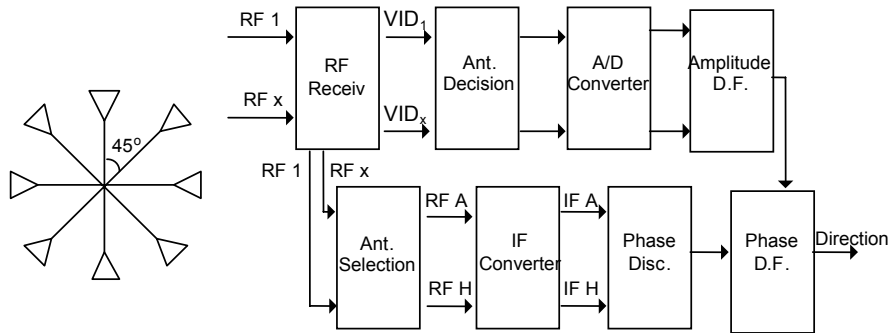 RF 1
RF x
RF
Receiv
VID1
VIDx
Ant.
Decision
A/D
Converter
Amplitude
D.F.
45o
RF 1
RF x
Ant.
Selection
RF A
RF H
IF
Converter
IF A
IF H
Phase
Disc.
Phase
D.F.
Direction